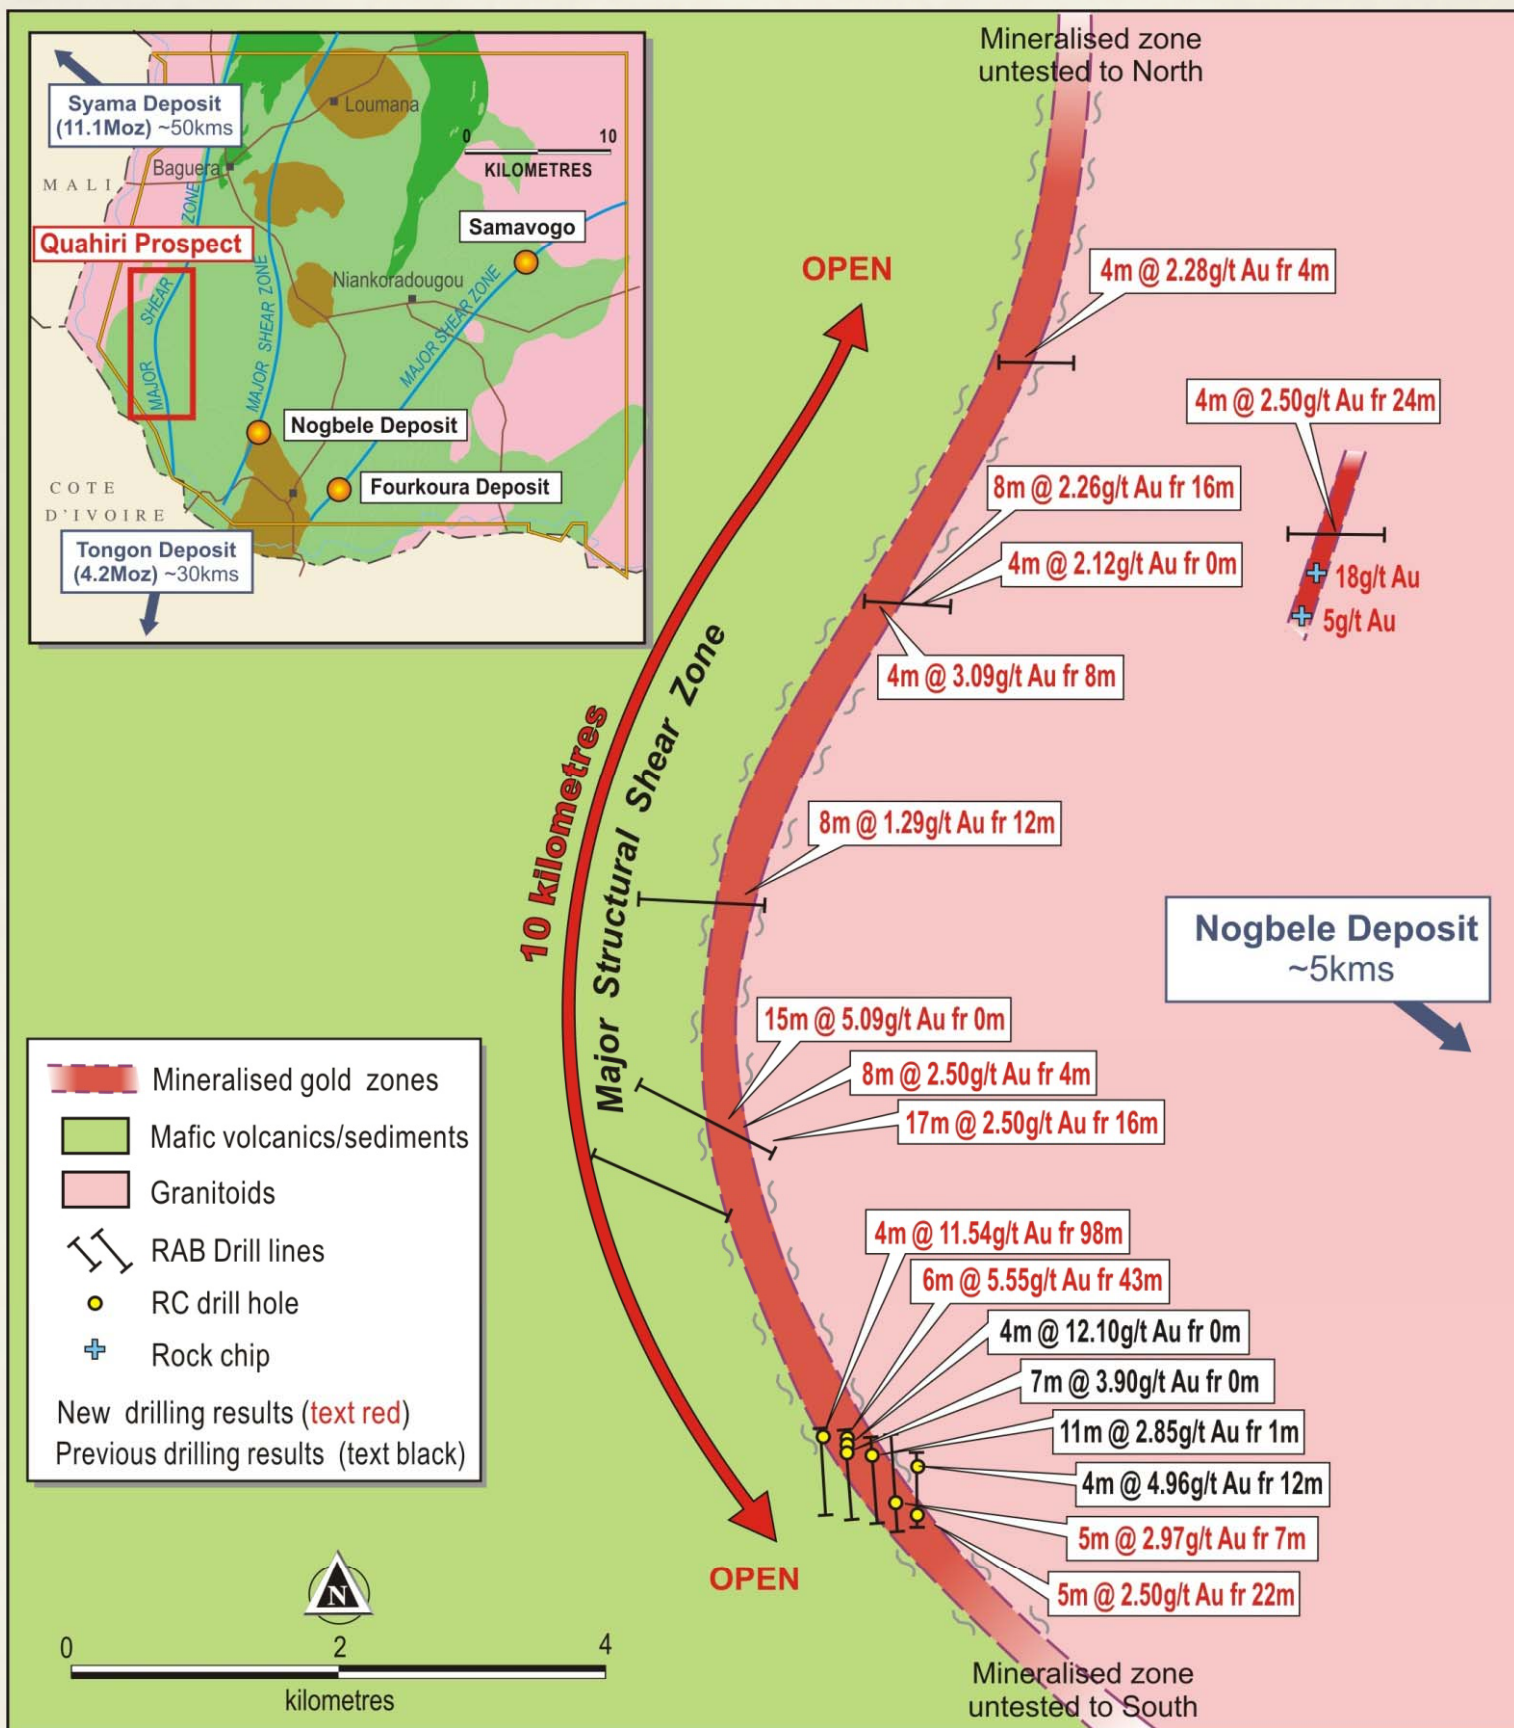 Mineralised zone
untested to North
Syama Deposit
(11.1Moz) ~50kms
Loumana
0 10
KILOMETRES
Baguera
MALI
ZONE
Samavogo
Quahiri Prospect
Niankoradougou
SHEAR
MAJOR
MAJOR SHEAR ZONE
MAJOR SHEAR ZONE
Nogbele Deposit
Fourkoura Deposit
COTE
D'IVOIRE
Tongon Deposit
(4.2Moz) ~30kms
OPEN
4m @ 2.28g/t Au fr 4m
4m @ 2.50g/t Au fr 24m
8m @ 2.26g/t Au fr 16m
4m @ 2.12g/t Au fr 0m
18g/t Au
5g/t Au
4m @ 3.09g/t Au fr 8m
10 kilometres
Major Structural Shear Zone
8m @ 1.29g/t Au fr 12m
Nogbele Deposit
~5kms
15m @ 5.09g/t Au fr 0m
8m @ 2.50g/t Au fr 4m
17m @ 2.50g/t Au fr 16m
Mineralised gold zones
Mafic volcanics/sediments
Granitoids
RAB Drill lines
RC drill hole
Rock chip
New drilling results (text red)
Previous drilling results (text black)
4m @ 11.54g/t Au fr 98m
6m @ 5.55g/t Au fr 43m
4m @ 12.10g/t Au fr 0m
7m @ 3.90g/t Au fr 0m
11m @ 2.85g/t Au fr 1m
4m @ 4.96g/t Au fr 12m
5m @ 2.97g/t Au fr 7m
5m @ 2.50g/t Au fr 22m
OPEN
N
0 2 4
kilometres
Mineralised zone
untested to South